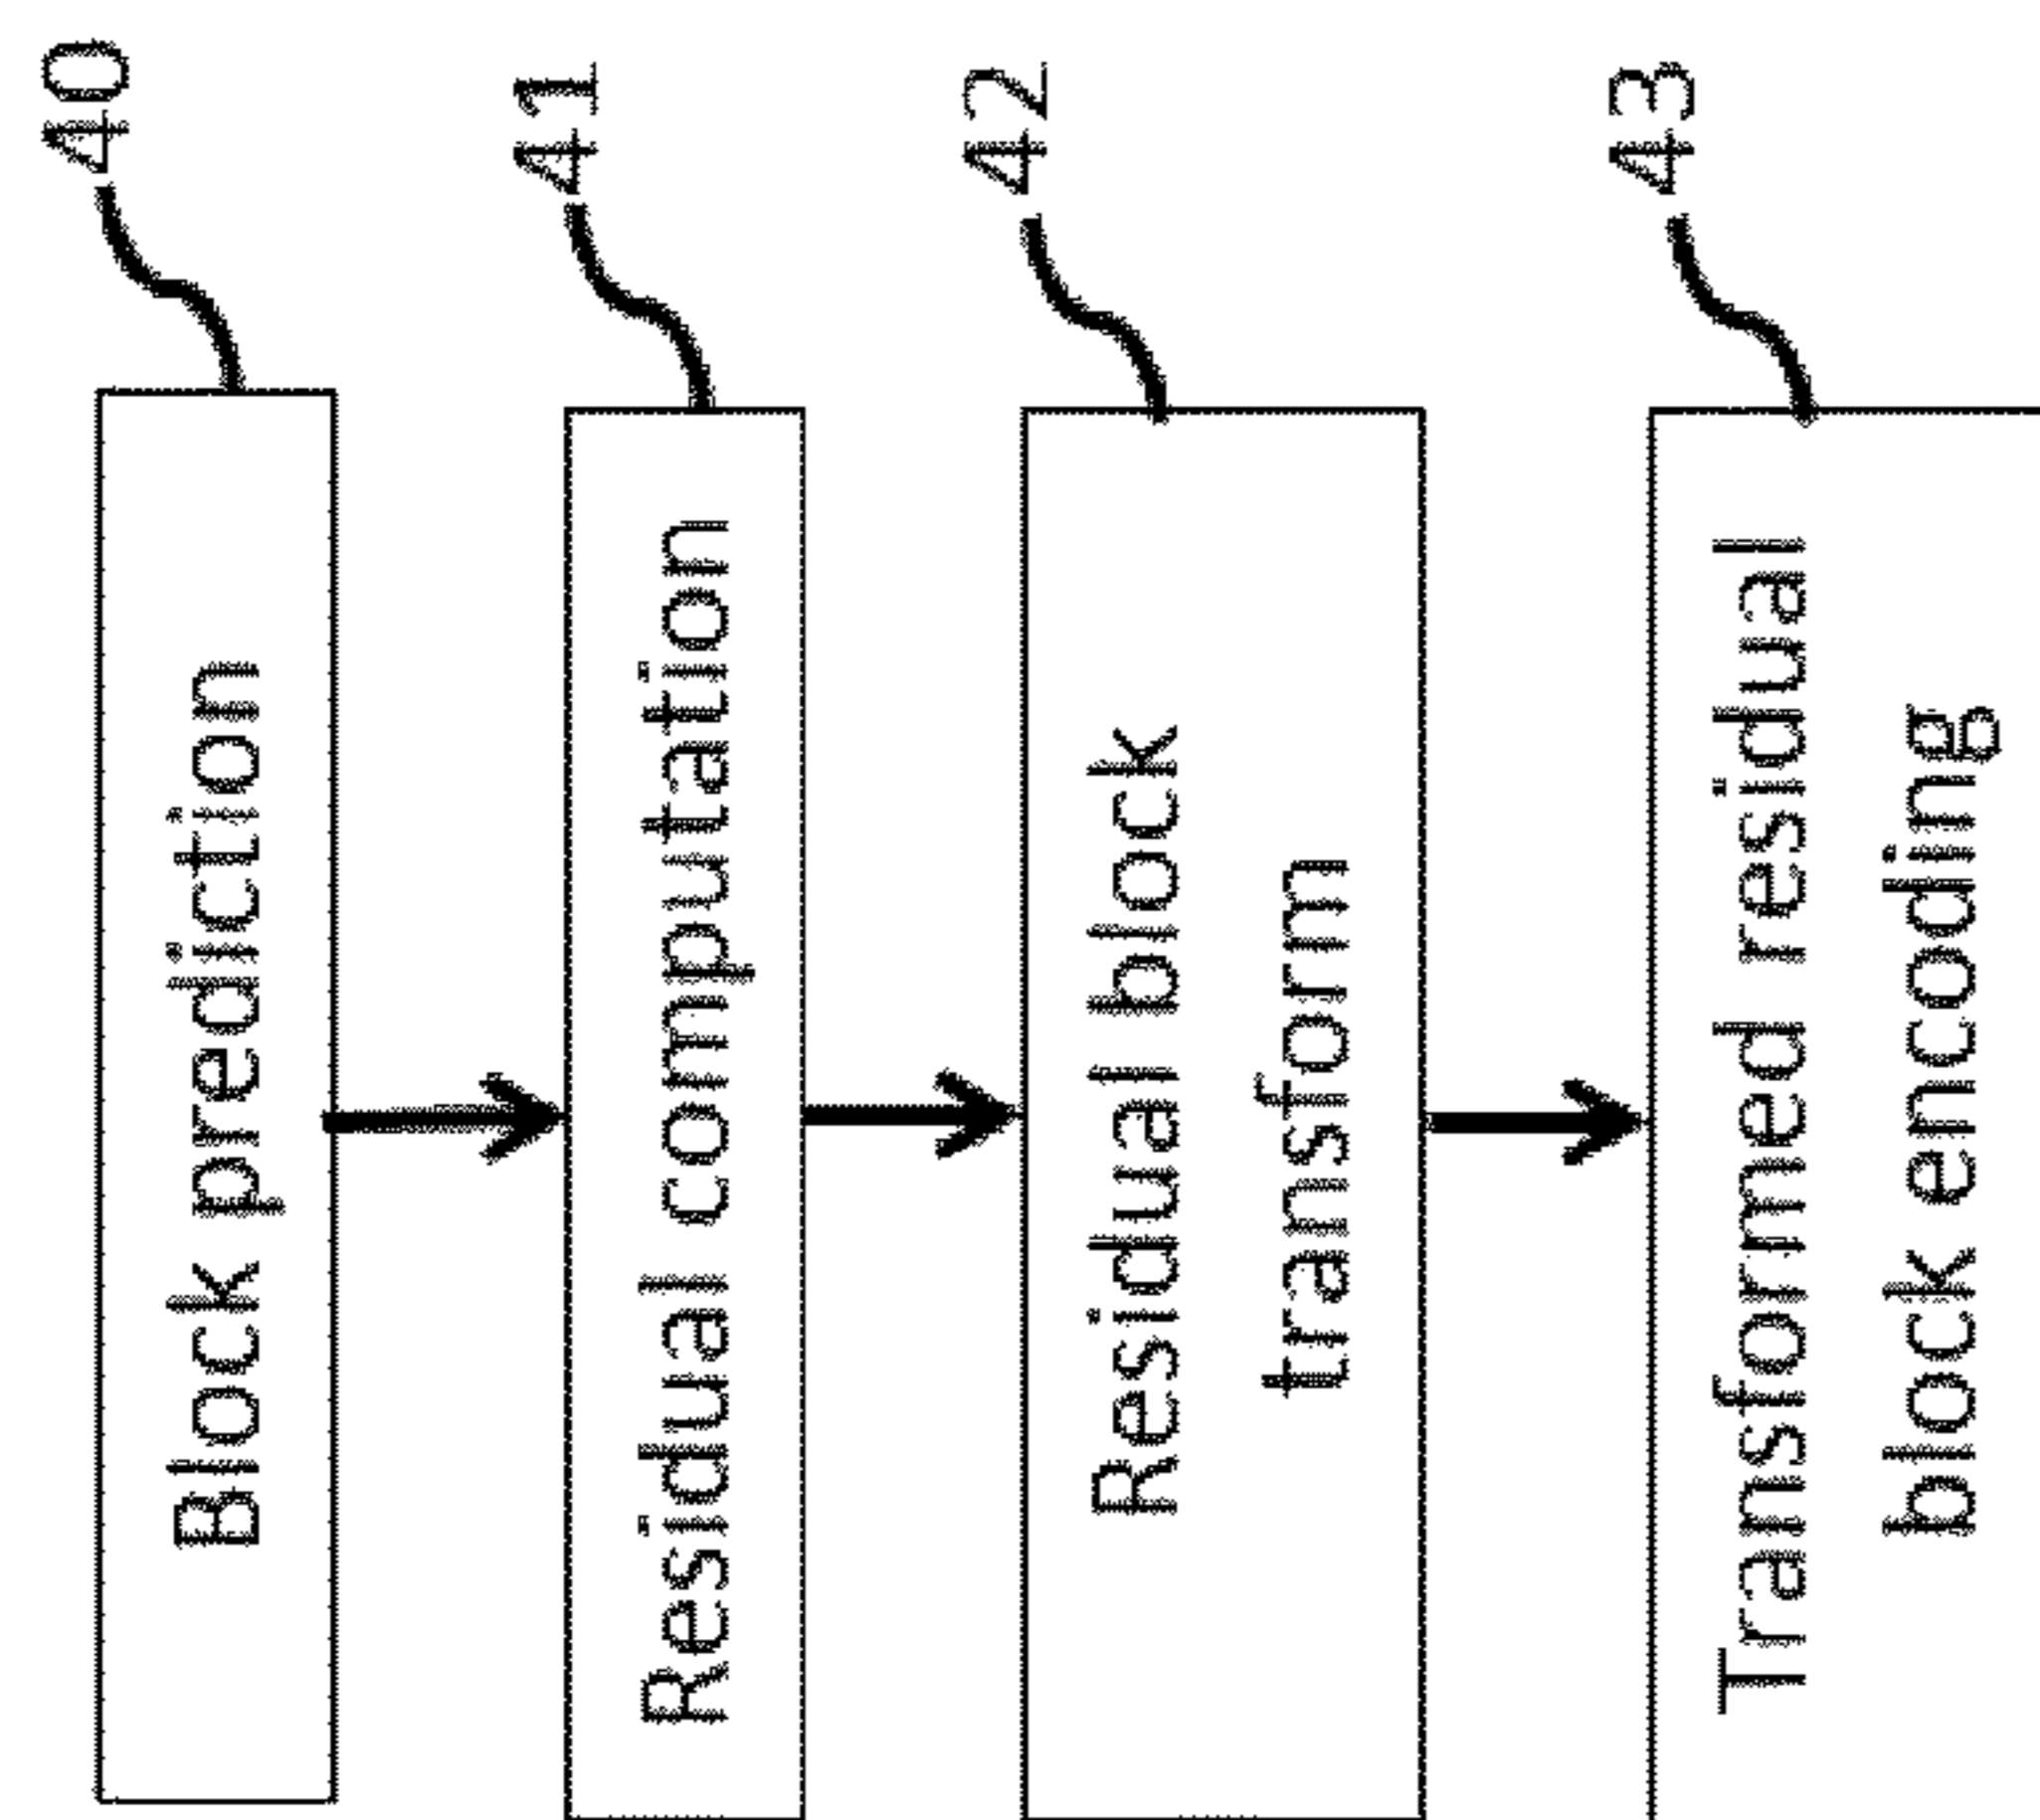 40
Block prediction
41
Residual computation
42
Residual block
transform
43
Transformed residual
block encoding